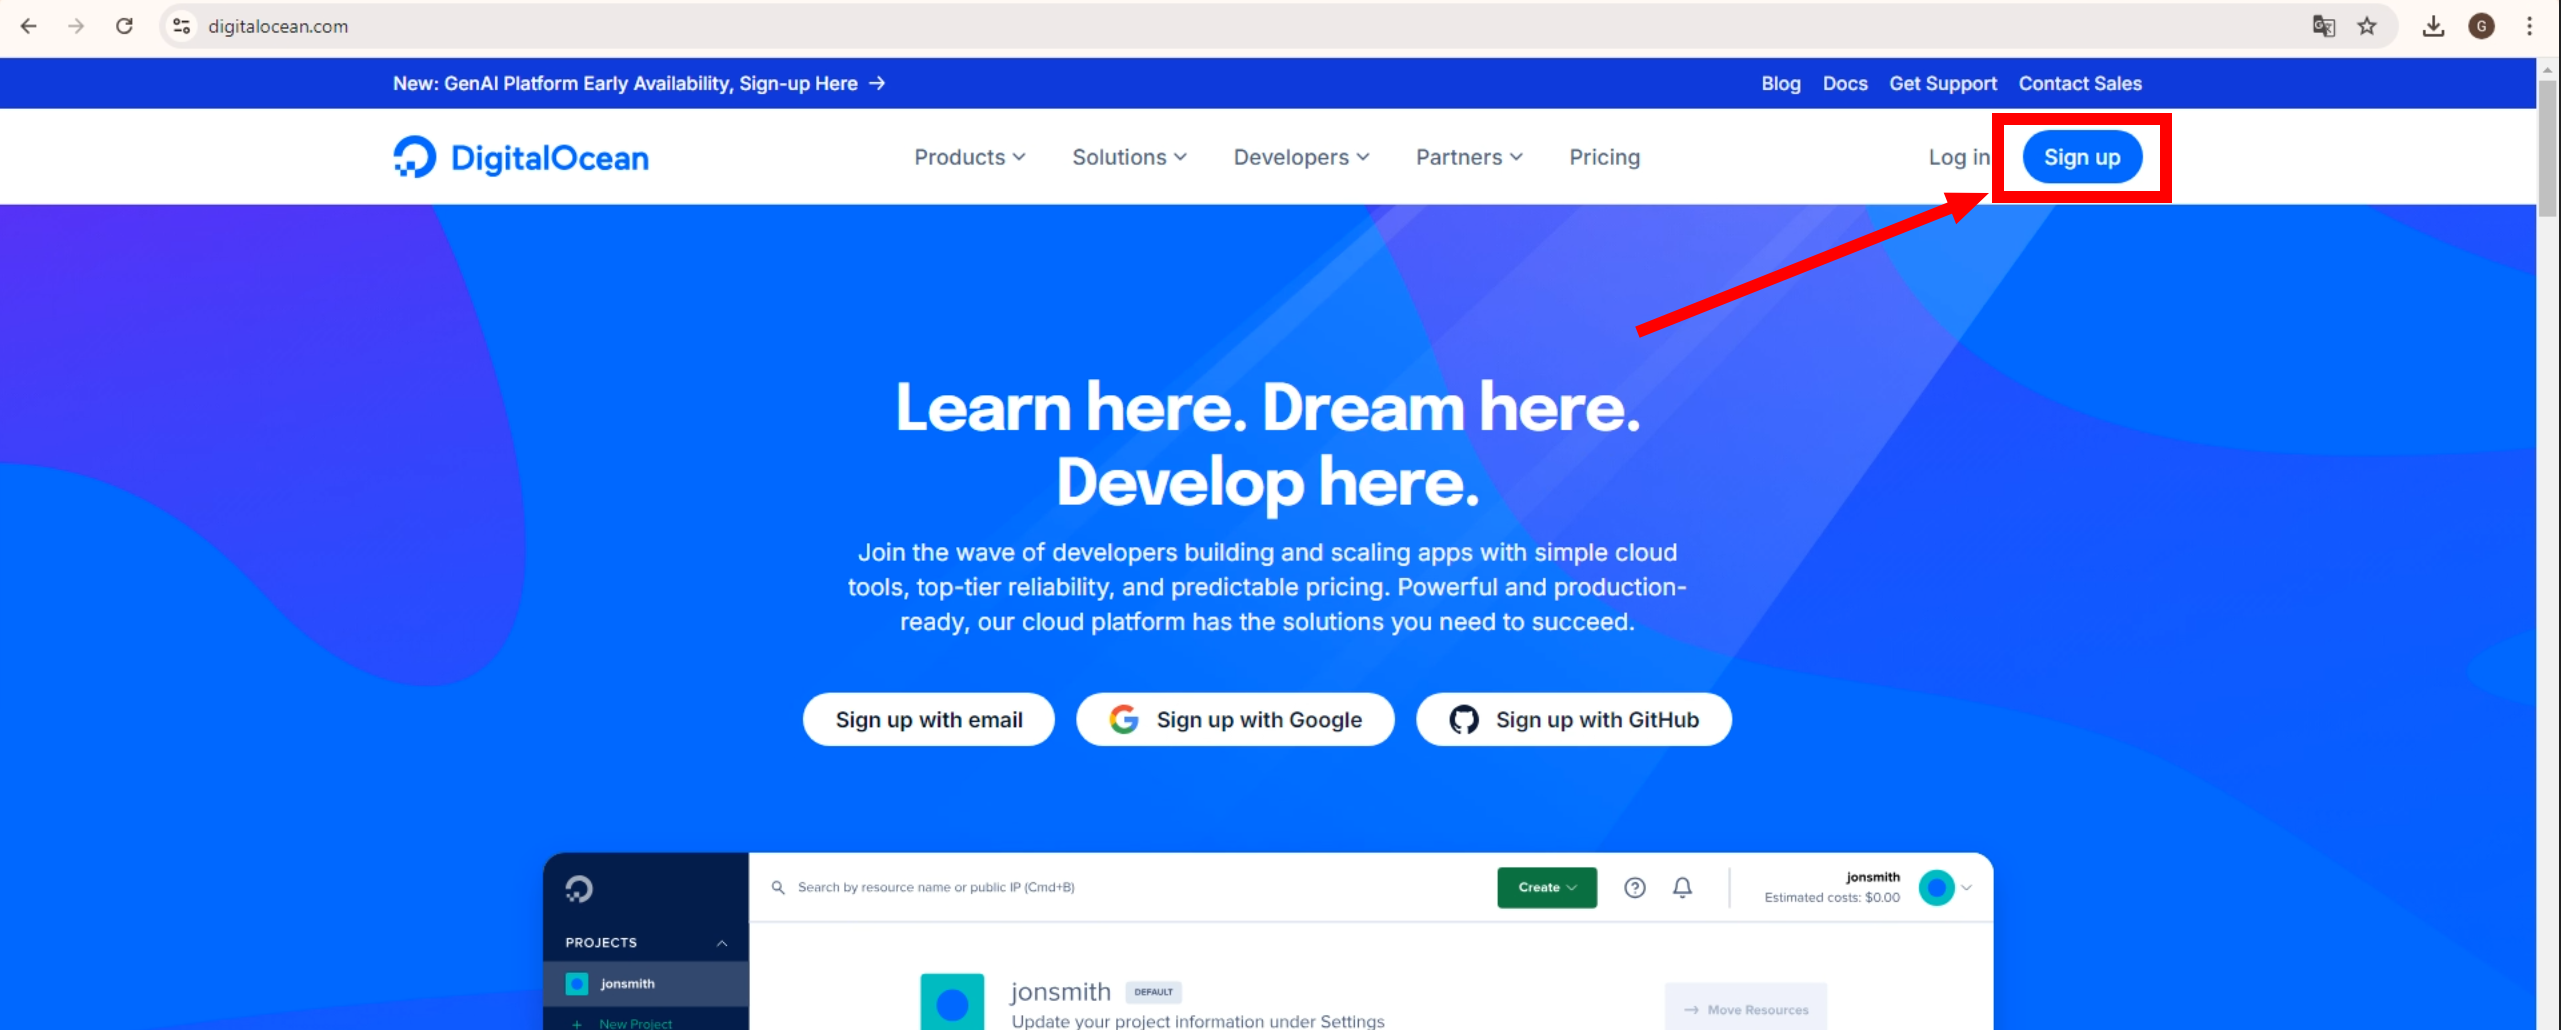 digitalocean.com
G
New: GenAI Platform Early Availability, Sign-up Here →
Blog Docs Get Support Contact Sales
DigitalOcean
Products Solutions Developers Partners Pricing
Log in Sign up
Learn here. Dream here.
Develop here.
Join the wave of developers building and scaling apps with simple cloud
tools, top-tier reliability, and predictable pricing. Powerful and production-
ready, our cloud platform has the solutions you need to succeed.
Sign up with email
Sign up with Google
Sign up with GitHub
Search by resource name or public IP (Cmd+B)
Create
jonsmith
Estimated costs: $0.00
PROJECTS
jonsmith
+ New Project
jonsmith DEFAULT
Update your project information under Settings
→ Move Resources